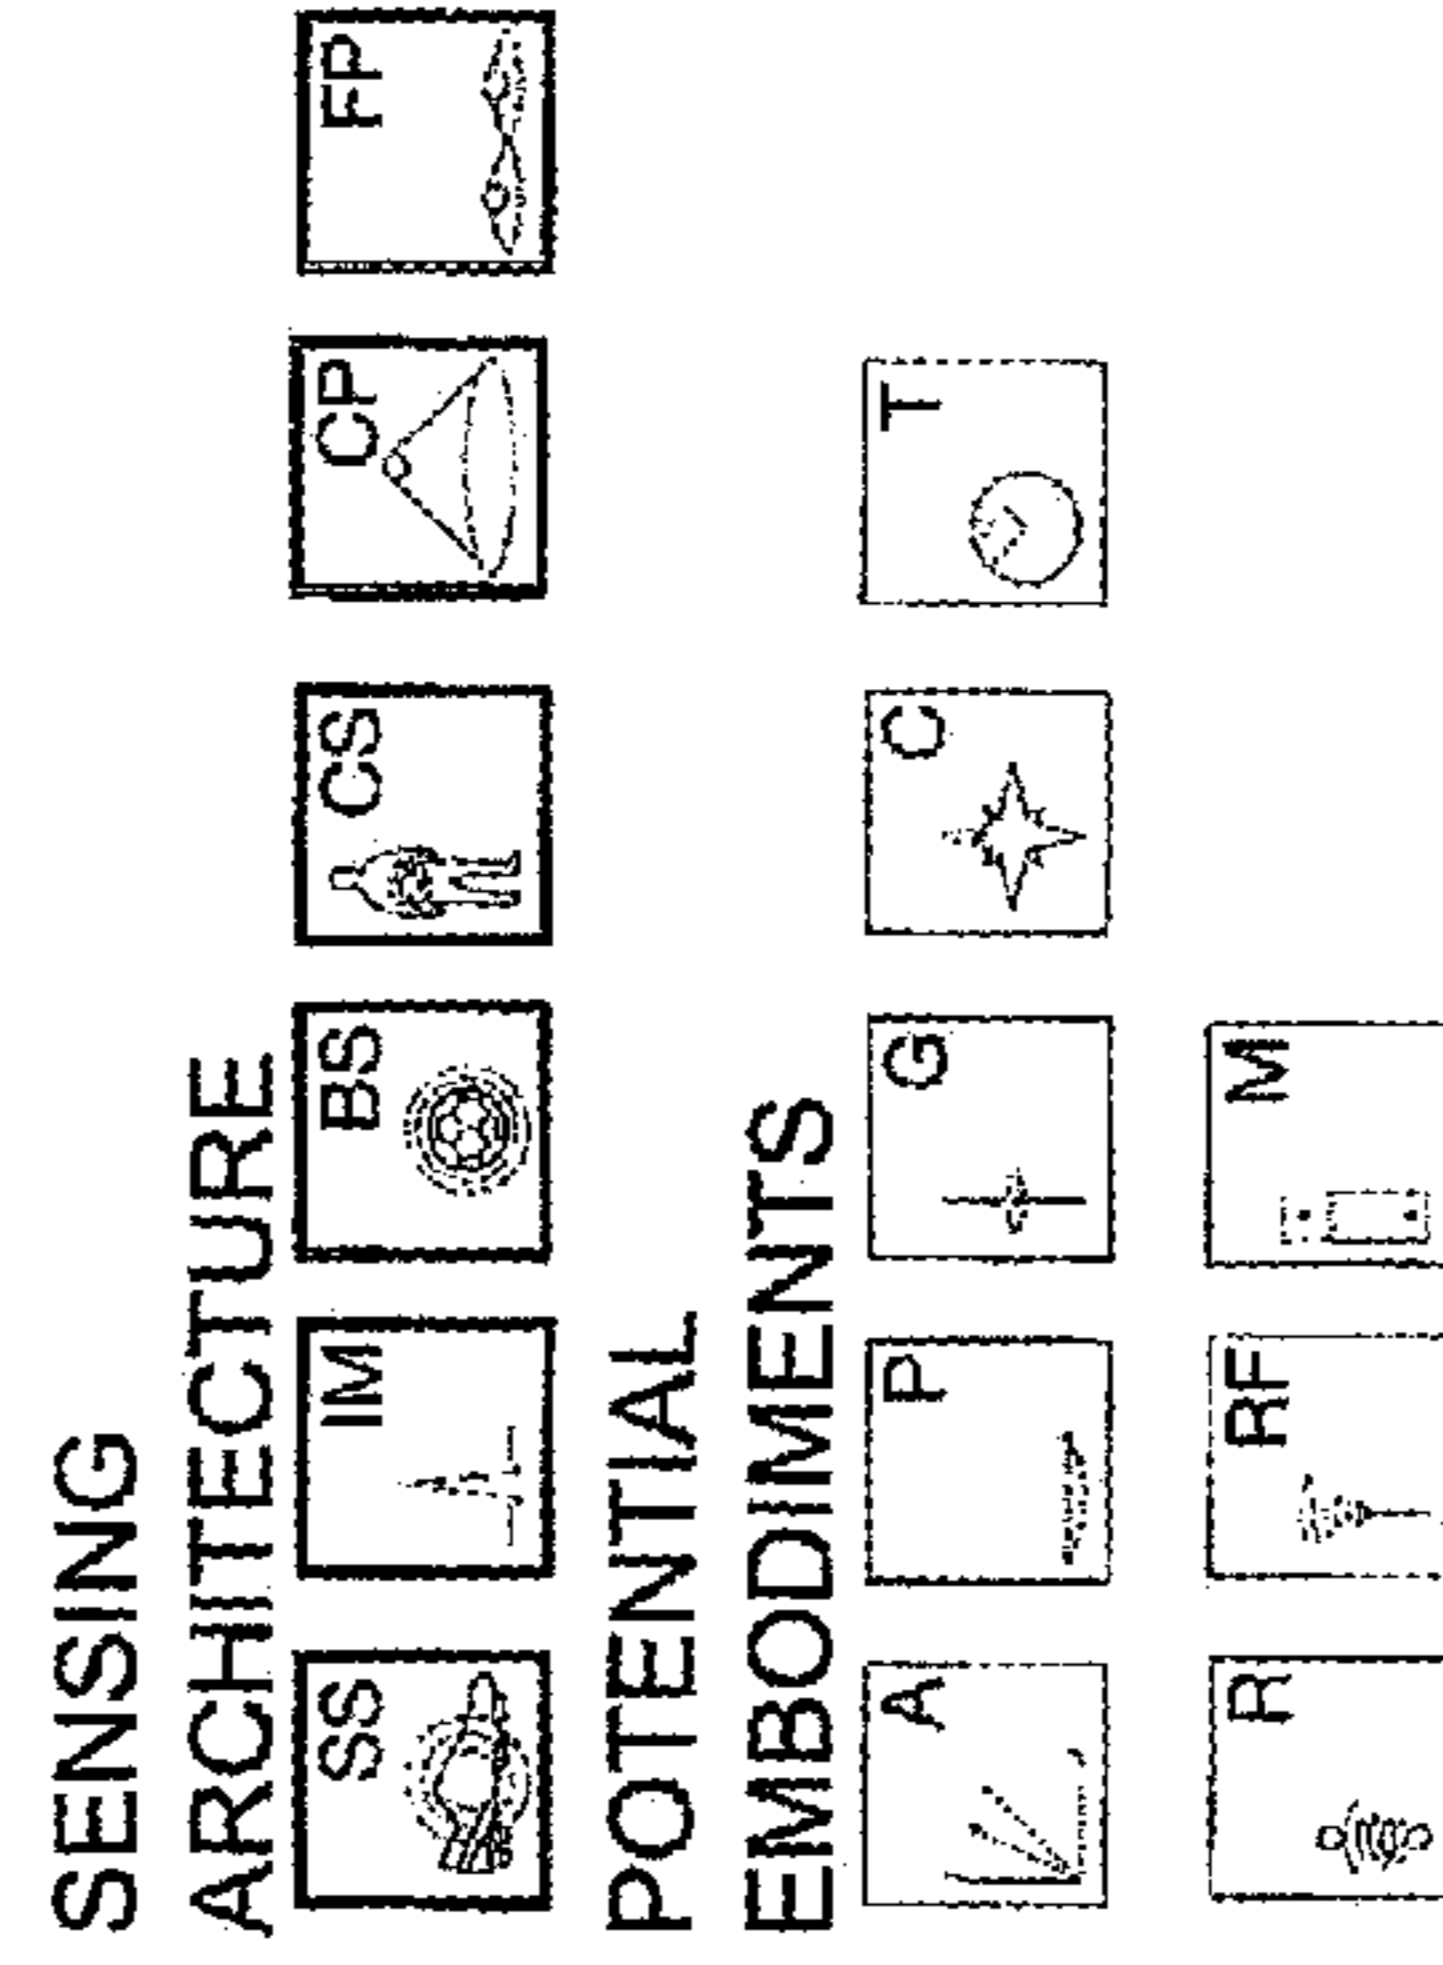 SENSING
ARCHITECTURE
SS IM BS CS CP FP
POTENTIAL
EMBODIMENTS
A P G C T
R RF M